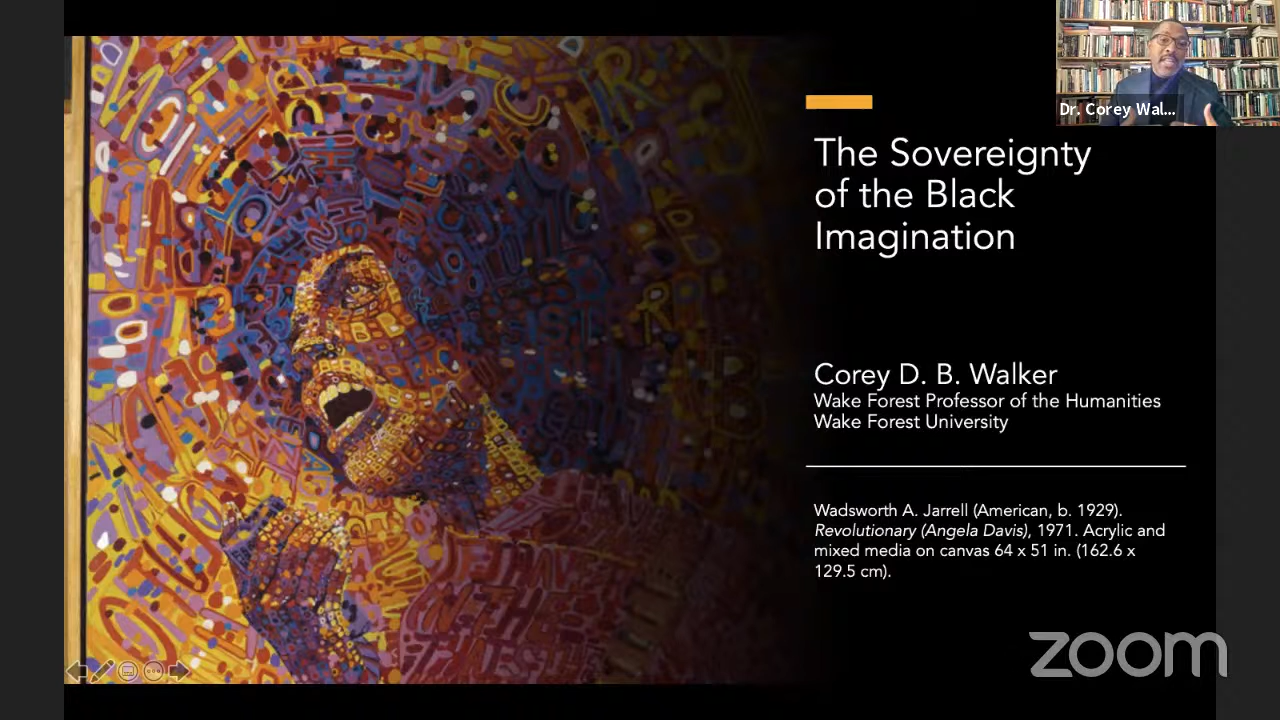 Dr. Corey Wal...
The Sovereignty
of the Black
Imagination
Corey D. B. Walker
Wake Forest Professor of the Humanities
Wake Forest University
Wadsworth A. Jarrell (American, b. 1929).
Revolutionary (Angela Davis), 1971. Acrylic and
mixed media on canvas 64 x 51 in. (162.6 x
129.5 cm).
zoom